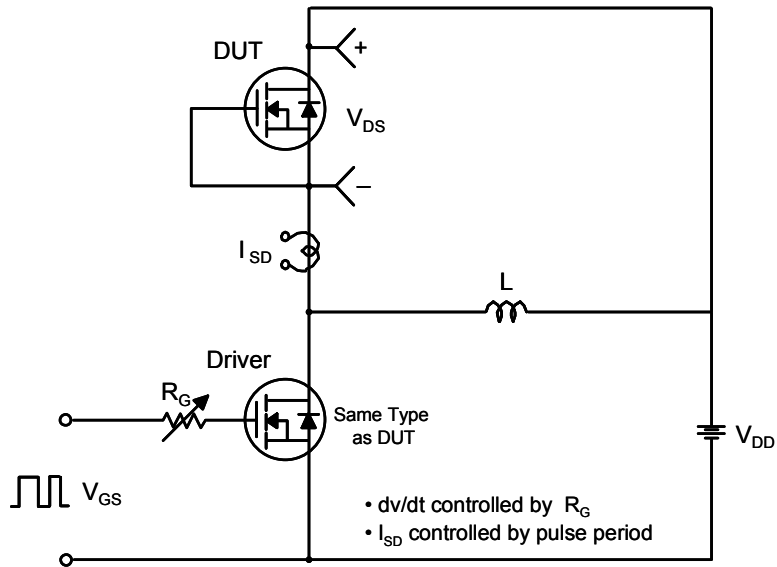 DUT
+
V_DS
–
I_SD
L
Driver
R_G
Same Type
as DUT
V_DD
V_GS
• dv/dt controlled by R_G
• I_SD controlled by pulse period